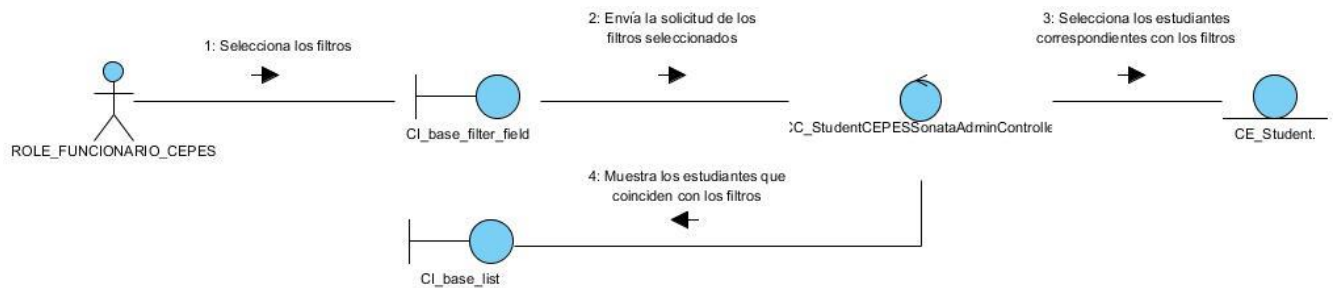 1: Selecciona los filtros
2: Envía la solicitud de los
filtros seleccionados
3: Selecciona los estudiantes
correspondientes con los filtros
ROLE_FUNCIONARIO_CEPES
CI_base_filter_field
CC_StudentCEPESSonataAdminControlle
CE_Student.
4: Muestra los estudiantes que
coinciden con los filtros
CI_base_list